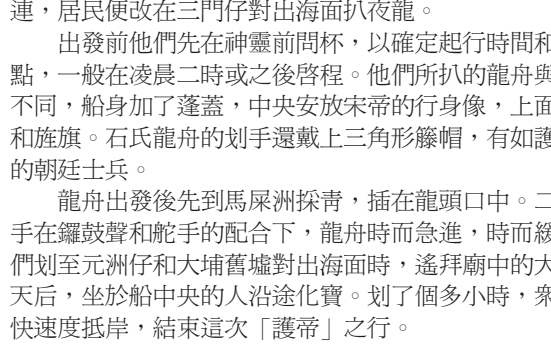 連，居民便改在三門仔對出海面扒夜龍。
出發前他們先在神靈前問杯，以確定起行時間和
點，一般在凌晨二時或之後啓程。他們所扒的龍舟與
不同，船身加了蓬蓋，中央安放宋帝的行身像，上面
和旌旗。石氏龍舟的划手還戴上三角形籐帽，有如護
的朝廷士兵。
龍舟出發後先到馬屎洲採青，插在龍頭口中。二
手在鑼鼓聲和舵手的配合下，龍舟時而急進，時而緩
們划至元洲仔和大埔舊墟對出海面時，遙拜廟中的大
天后，坐於船中央的人沿途化寶。划了個多小時，衆
快速度抵岸，結束這次「護帝」之行。